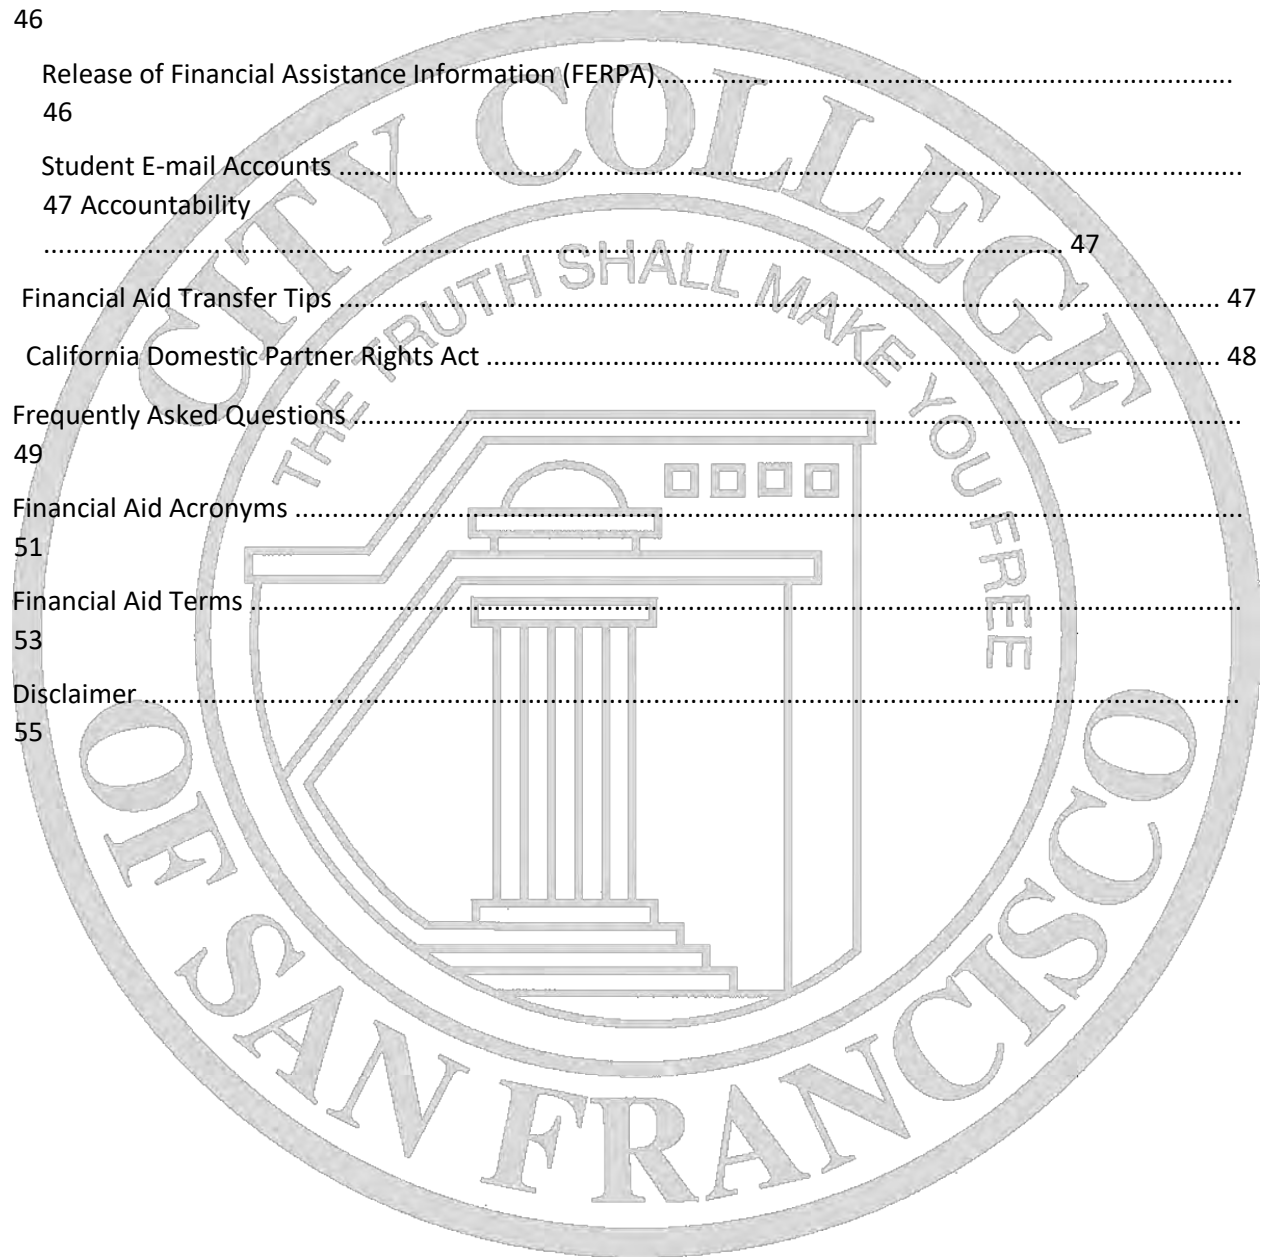 46
Release of Financial Assistance Information (FERPA)...............................................................................
46
Student E-mail Accounts ............................................................................................................................
47 Accountability
............................................................................................................................................ 47
Financial Aid Transfer Tips ......................................................................................................................... 47
California Domestic Partner Rights Act ..................................................................................................... 48
Frequently Asked Questions ..........................................................................................................................
49
Financial Aid Acronyms ..................................................................................................................................
51
Financial Aid Terms ........................................................................................................................................
53
Disclaimer ......................................................................................................................................................
55
CITY COLLEGE
OF SAN FRANCISCO
THE TRUTH SHALL MAKE YOU FREE